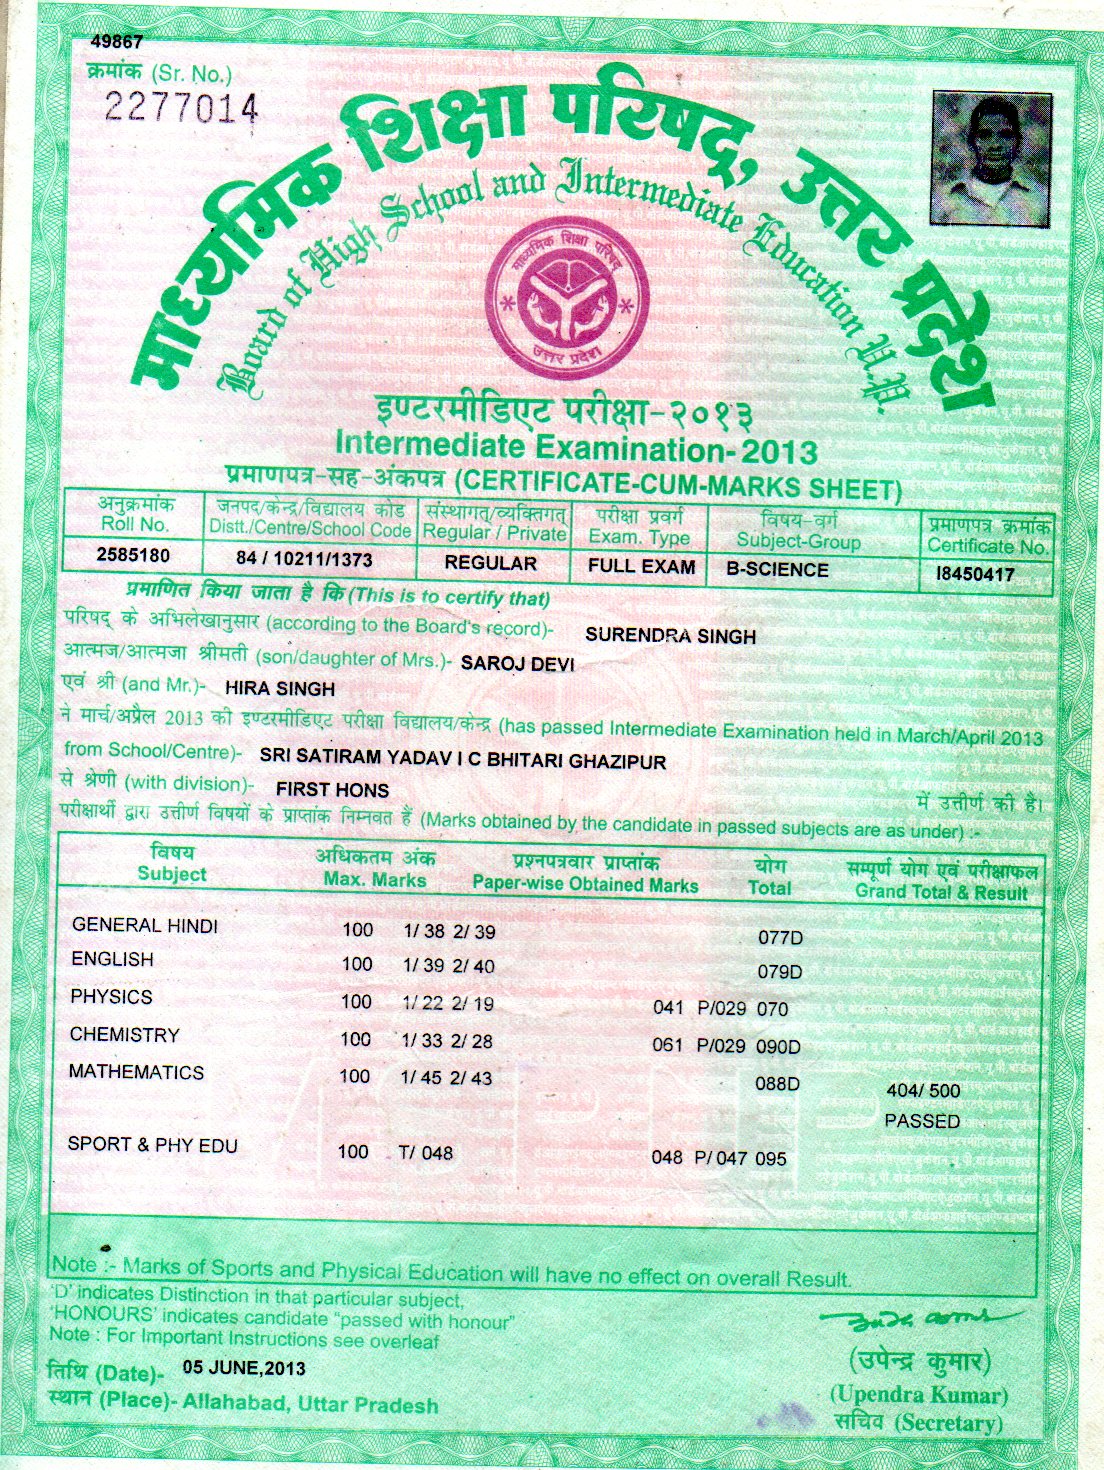 49867
क्रमांक (Sr. No.)
2277014
माध्यमिक शिक्षा परिषद्, उत्तर प्रदेश
Board of High School and Intermediate Education U.P.
माध्यमिक शिक्षा परिषद्
उत्तर प्रदेश
इण्टरमीडिएट परीक्षा-२०१३
Intermediate Examination-2013
प्रमाणपत्र-सह-अंकपत्र (CERTIFICATE-CUM-MARKS SHEET)
अनुक्रमांक जनपद/केन्द्र/विद्यालय कोड संस्थागत/व्यक्तिगत परीक्षा प्रवर्ग विषय-वर्ग प्रमाणपत्र क्रमांक
Roll No. Distt./Centre/School Code Regular / Private Exam. Type Subject-Group Certificate No.
2585180 84 / 10211/1373 REGULAR FULL EXAM B-SCIENCE I8450417
प्रमाणित किया जाता है कि (This is to certify that)
परिषद् के अभिलेखानुसार (according to the Board's record)- SURENDRA SINGH
आत्मज/आत्मजा श्रीमती (son/daughter of Mrs.)- SAROJ DEVI
एवं श्री (and Mr.)- HIRA SINGH
ने मार्च/अप्रैल 2013 की इण्टरमीडिएट परीक्षा विद्यालय/केन्द्र (has passed Intermediate Examination held in March/April 2013
from School/Centre)- SRI SATIRAM YADAV I C BHITARI GHAZIPUR
से श्रेणी (with division)- FIRST HONS में उत्तीर्ण की है।
परीक्षार्थी द्वारा उत्तीर्ण विषयों के प्राप्तांक निम्नवत हैं (Marks obtained by the candidate in passed subjects are as under) :-
विषय अधिकतम अंक प्रश्नपत्रवार प्राप्तांक योग सम्पूर्ण योग एवं परीक्षाफल
Subject Max. Marks Paper-wise Obtained Marks Total Grand Total & Result
GENERAL HINDI 100 1/ 38 2/ 39 077D
ENGLISH 100 1/ 39 2/ 40 079D
PHYSICS 100 1/ 22 2/ 19 041 P/029 070
CHEMISTRY 100 1/ 33 2/ 28 061 P/029 090D
MATHEMATICS 100 1/ 45 2/ 43 088D 404/ 500
PASSED
SPORT & PHY EDU 100 T/ 048 048 P/ 047 095
Note :- Marks of Sports and Physical Education will have no effect on overall Result.
'D' indicates Distinction in that particular subject,
'HONOURS' indicates candidate "passed with honour"
Note : For Important Instructions see overleaf
तिथि (Date)- 05 JUNE,2013
स्थान (Place)- Allahabad, Uttar Pradesh
(उपेन्द्र कुमार)
(Upendra Kumar)
सचिव (Secretary)